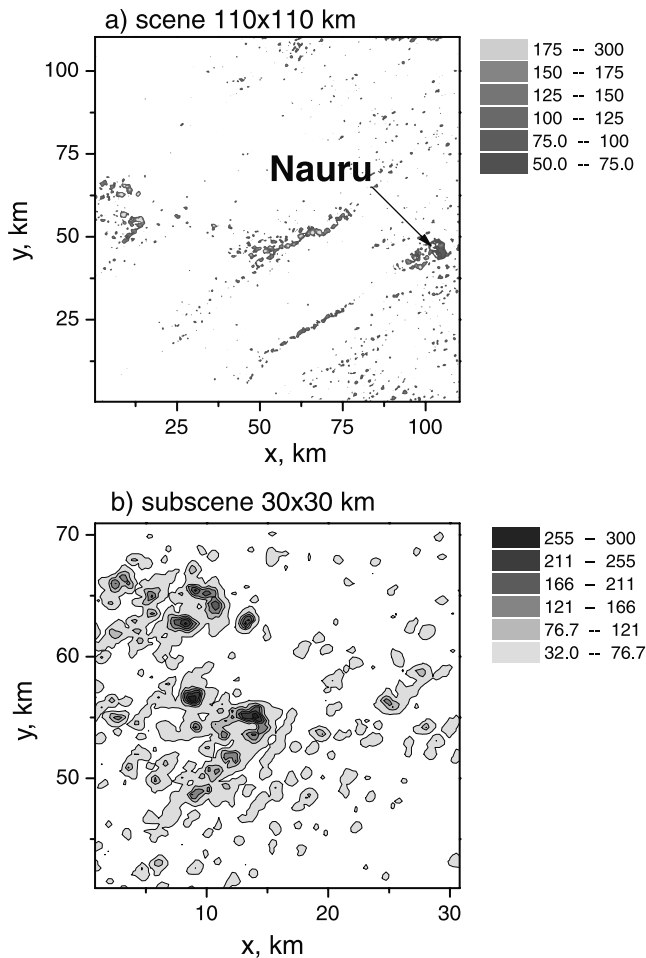 a) scene 110x110 km
175 -- 300
150 -- 175
125 -- 150
100 -- 125
75.0 -- 100
50.0 -- 75.0
100
75
50
25
y, km
Nauru
25 50 75 100
x, km
b) subscene 30x30 km
255 – 300
211 – 255
166 – 211
121 – 166
76.7 -- 121
32.0 -- 76.7
70
60
50
y, km
10 20 30
x, km